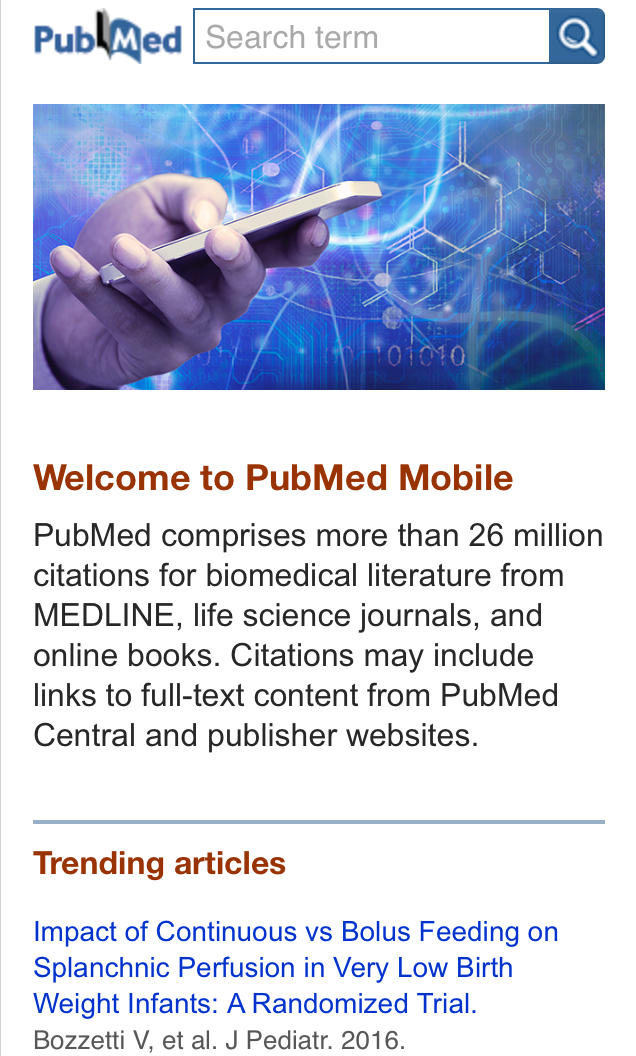 PubMed
Search term
101010
Welcome to PubMed Mobile
PubMed comprises more than 26 million
citations for biomedical literature from
MEDLINE, life science journals, and
online books. Citations may include
links to full-text content from PubMed
Central and publisher websites.
Trending articles
Impact of Continuous vs Bolus Feeding on
Splanchnic Perfusion in Very Low Birth
Weight Infants: A Randomized Trial.
Bozzetti V, et al. J Pediatr. 2016.